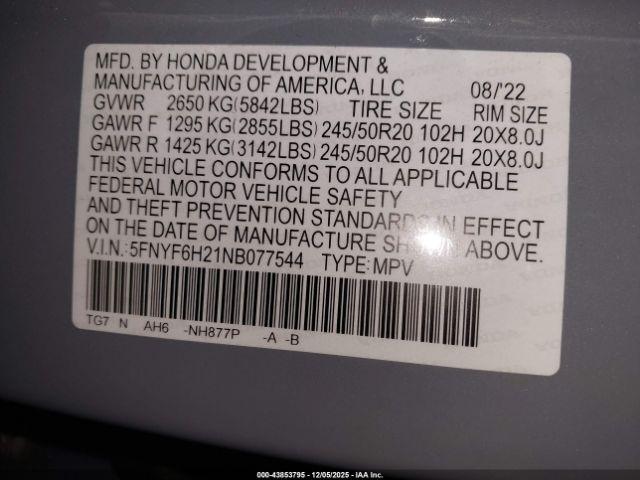 MFD. BY HONDA DEVELOPMENT &
MANUFACTURING OF AMERICA, LLC 08/'22
GVWR 2650 KG(5842LBS) TIRE SIZE RIM SIZE
GAWR F 1295 KG(2855LBS) 245/50R20 102H 20X8.0J
GAWR R 1425 KG(3142LBS) 245/50R20 102H 20X8.0J
THIS VEHICLE CONFORMS TO ALL APPLICABLE
FEDERAL MOTOR VEHICLE SAFETY
AND THEFT PREVENTION STANDARDS IN EFFECT
ON THE DATE OF MANUFACTURE SHOWN ABOVE.
V.I.N.:5FNYF6H21NB077544 TYPE:MPV
TG7 N AH6 -NH877P -A -B
000-43853795 - 12/05/2025 - IAA Inc.